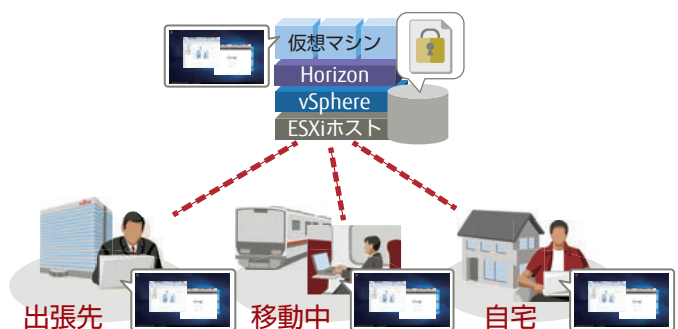 仮想マシン
Horizon
vSphere
ESXiホスト
出張先
移動中
自宅